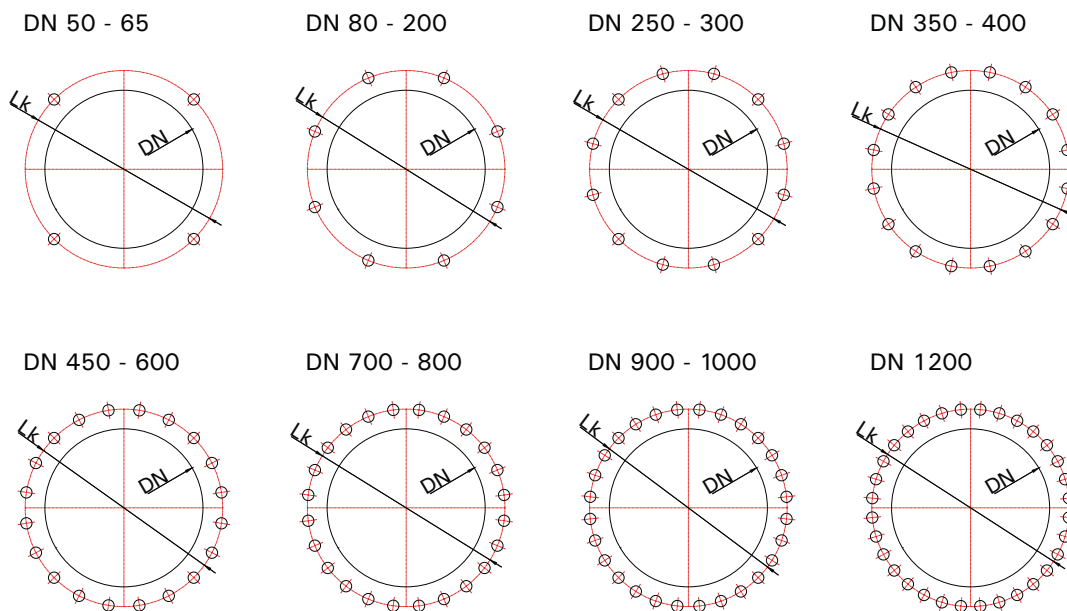 DN 50 - 65
DN 80 - 200
DN 250 - 300
DN 350 - 400
Lk
DN
Lk
DN
Lk
DN
Lk
DN
DN 450 - 600
DN 700 - 800
DN 900 - 1000
DN 1200
Lk
DN
Lk
DN
Lk
DN
Lk
DN